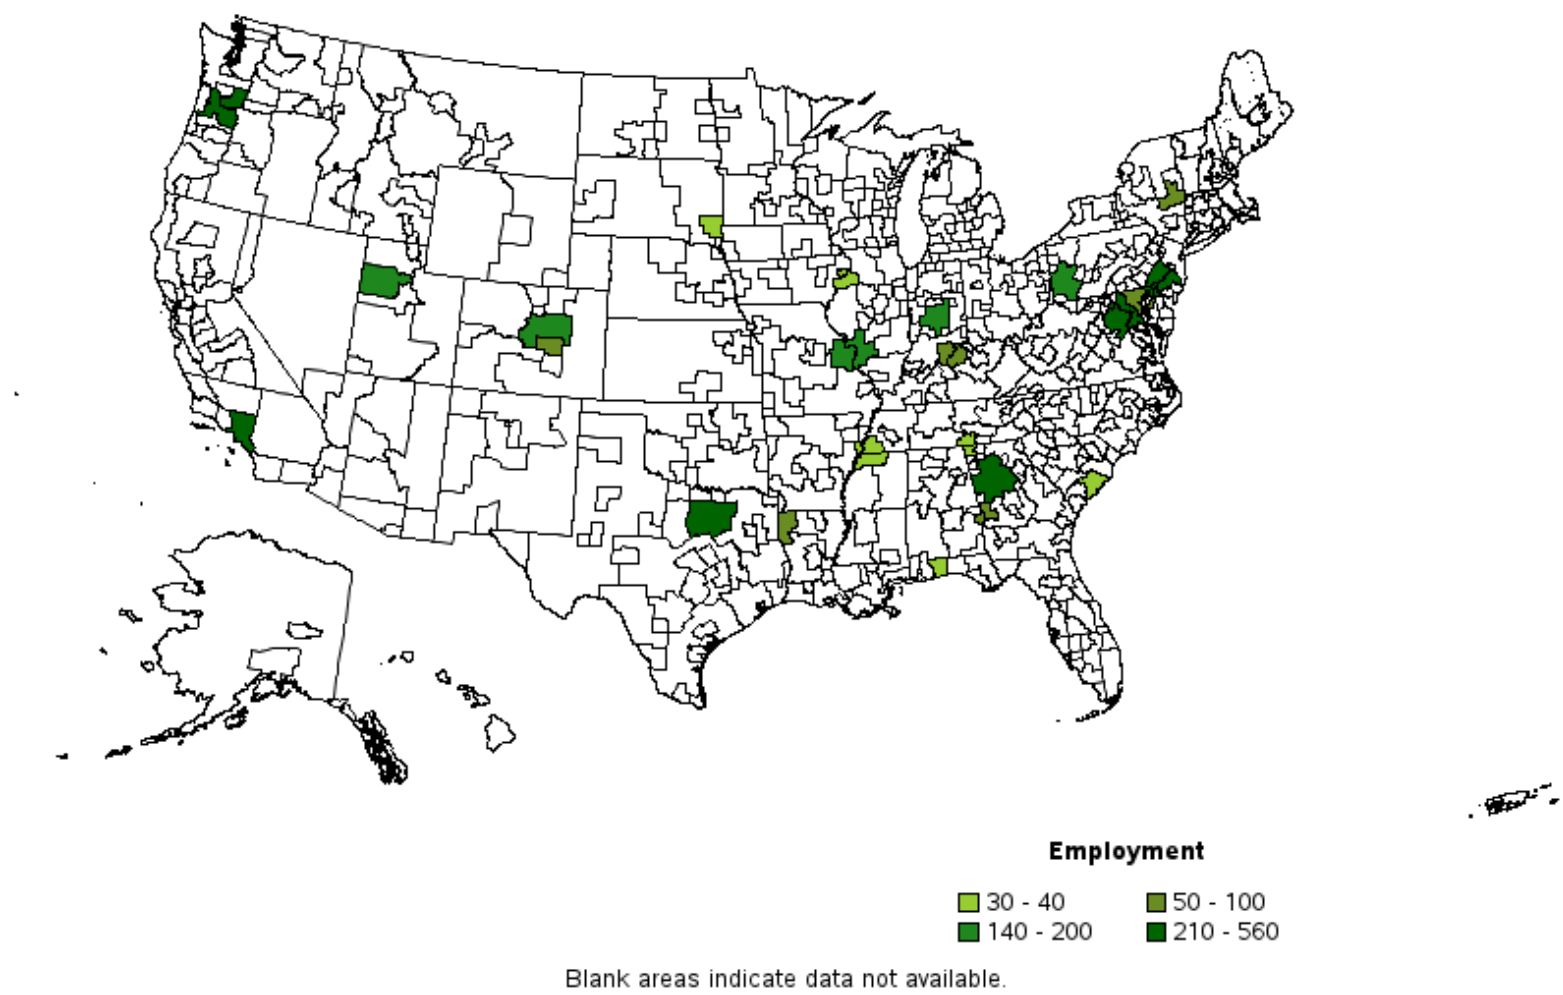 Employment
30 - 40
50 - 100
140 - 200
210 - 560
Blank areas indicate data not available.